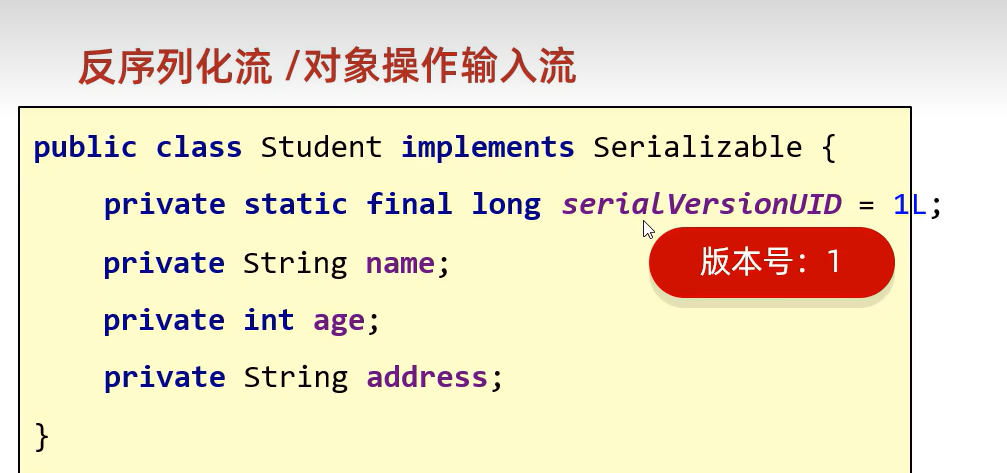 反序列化流 /对象操作输入流
public class Student implements Serializable {
private static final long serialVersionUID = 1L;
版本号：1
private String name;
private int age;
private String address;
}